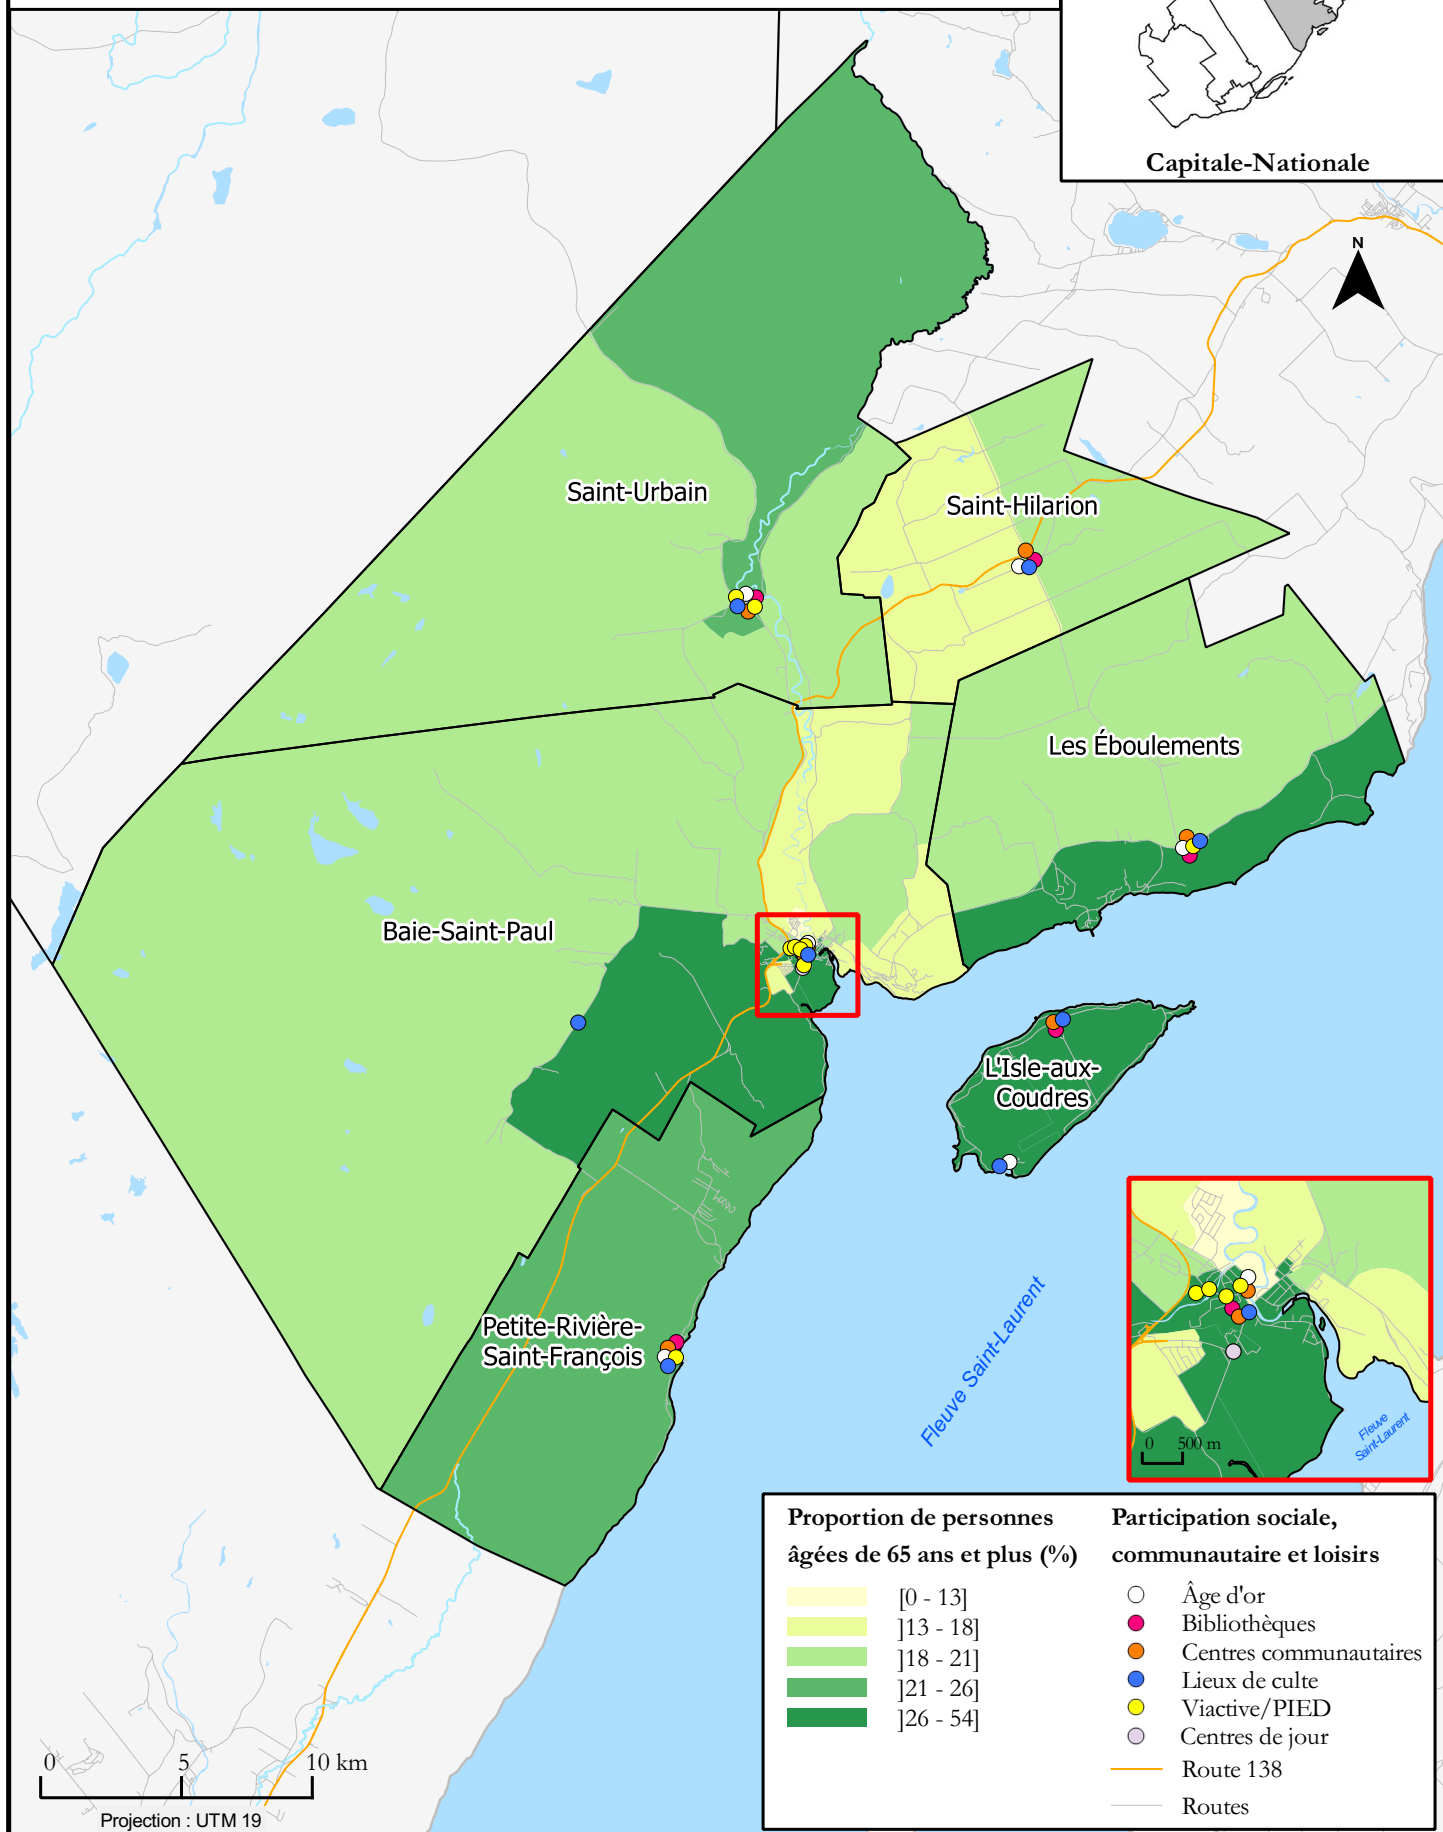 Capitale-Nationale
N
Saint-Urbain
Saint-Hilarion
Les Éboulements
Baie-Saint-Paul
L'Isle-aux-
Coudres
Petite-Rivière-
Saint-François
Fleuve Saint-Laurent
Fleuve
Saint-Laurent
0 500 m
Proportion de personnes
âgées de 65 ans et plus (%)
[0 - 13]
]13 - 18]
]18 - 21]
]21 - 26]
]26 - 54]
Participation sociale,
communautaire et loisirs
Âge d'or
Bibliothèques
Centres communautaires
Lieux de culte
Viactive/PIED
Centres de jour
Route 138
Routes
0 5 10 km
Projection : UTM 19